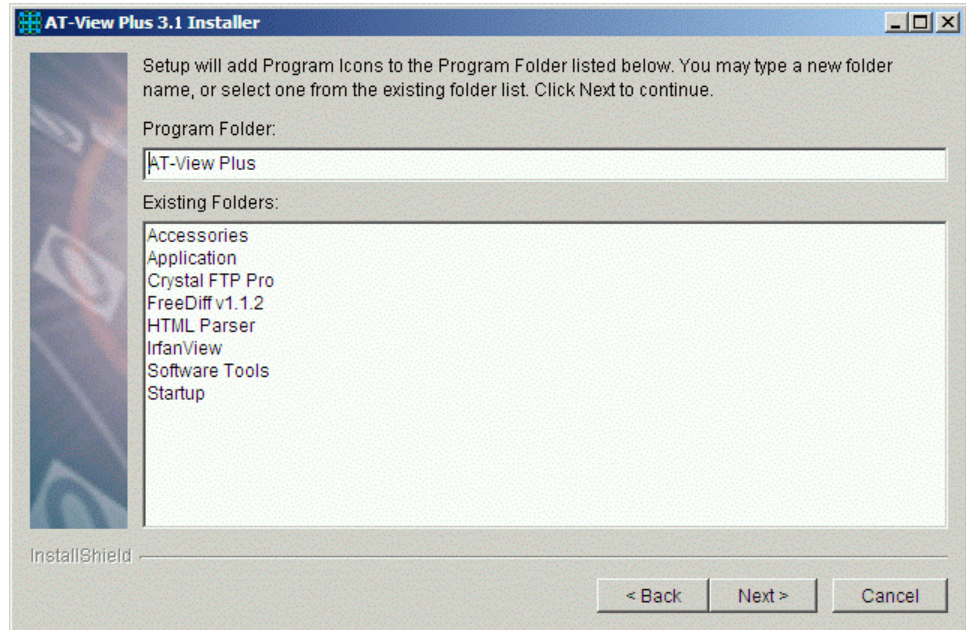 AT-View Plus 3.1 Installer
Setup will add Program Icons to the Program Folder listed below. You may type a new folder
name, or select one from the existing folder list. Click Next to continue.
Program Folder:
AT-View Plus
Existing Folders:
Accessories
Application
Crystal FTP Pro
FreeDiff v1.1.2
HTML Parser
IrfanView
Software Tools
Startup
InstallShield
< Back
Next >
Cancel